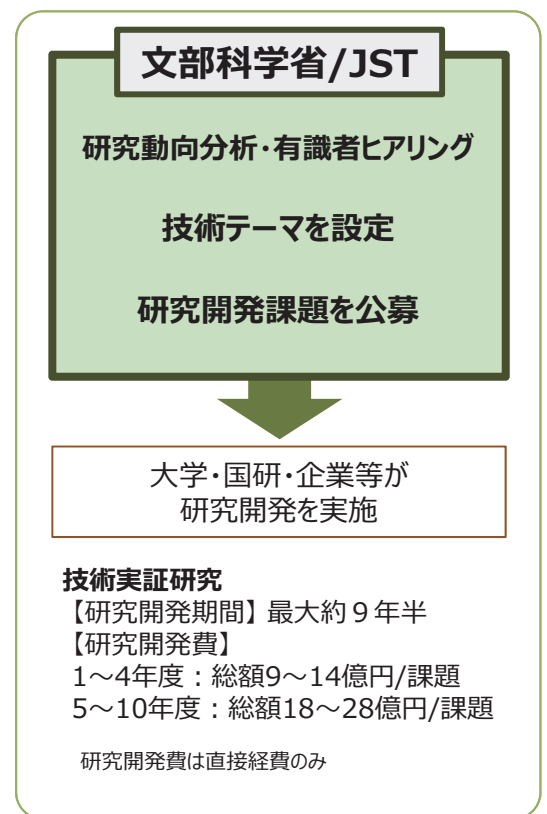 文部科学省/JST
研究動向分析・有識者ヒアリング
技術テーマを設定
研究開発課題を公募
大学・国研・企業等が
研究開発を実施
技術実証研究
【研究開発期間】最大約９年半
【研究開発費】
1～4年度：総額9～14億円/課題
5～10年度：総額18～28億円/課題
研究開発費は直接経費のみ